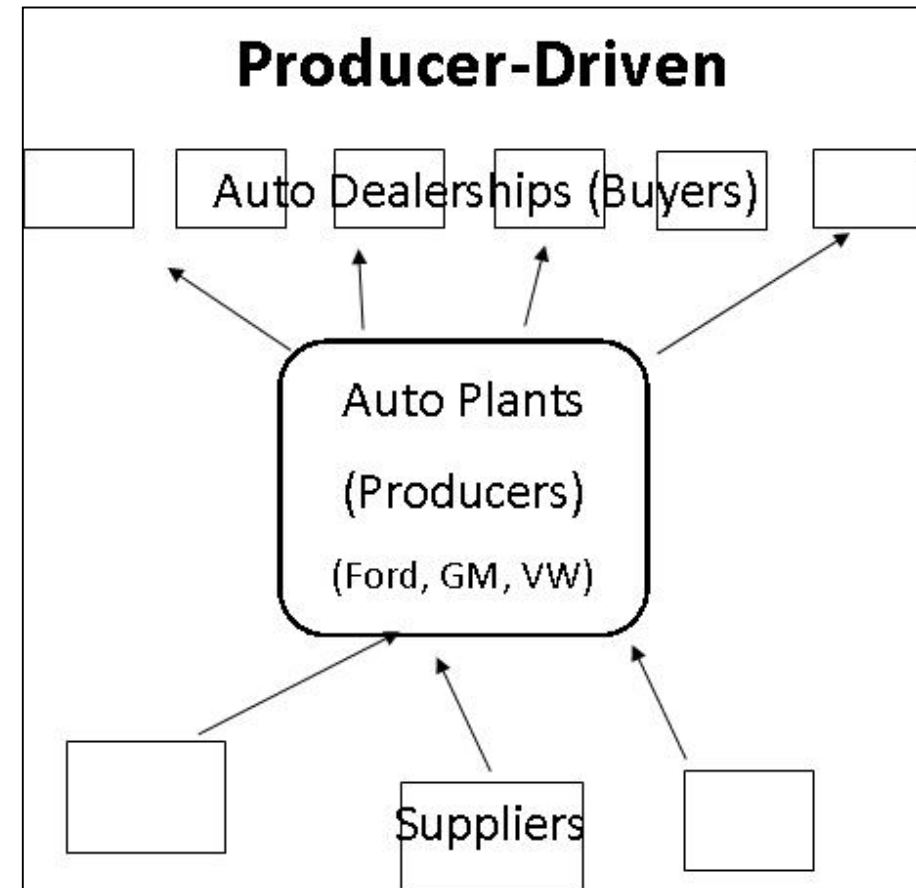 Producer-Driven
Auto Dealerships (Buyers)
Auto Plants
(Producers)
(Ford, GM, VW)
Suppliers